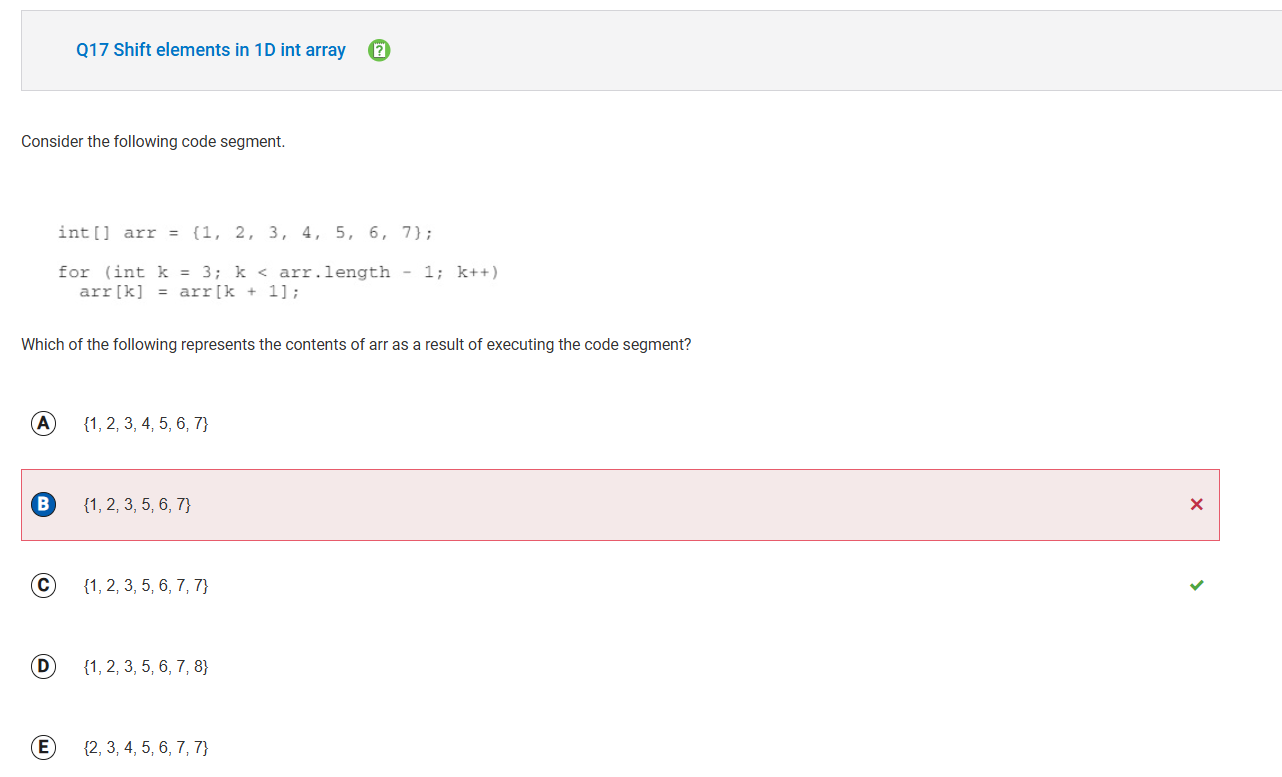 Q17 Shift elements in 1D int array
Consider the following code segment.
int[] arr = {1, 2, 3, 4, 5, 6, 7};
for (int k = 3; k < arr.length - 1; k++)
arr[k] = arr[k + 1];
Which of the following represents the contents of arr as a result of executing the code segment?
A {1, 2, 3, 4, 5, 6, 7}
B {1, 2, 3, 5, 6, 7}
C {1, 2, 3, 5, 6, 7, 7}
D {1, 2, 3, 5, 6, 7, 8}
E {2, 3, 4, 5, 6, 7, 7}